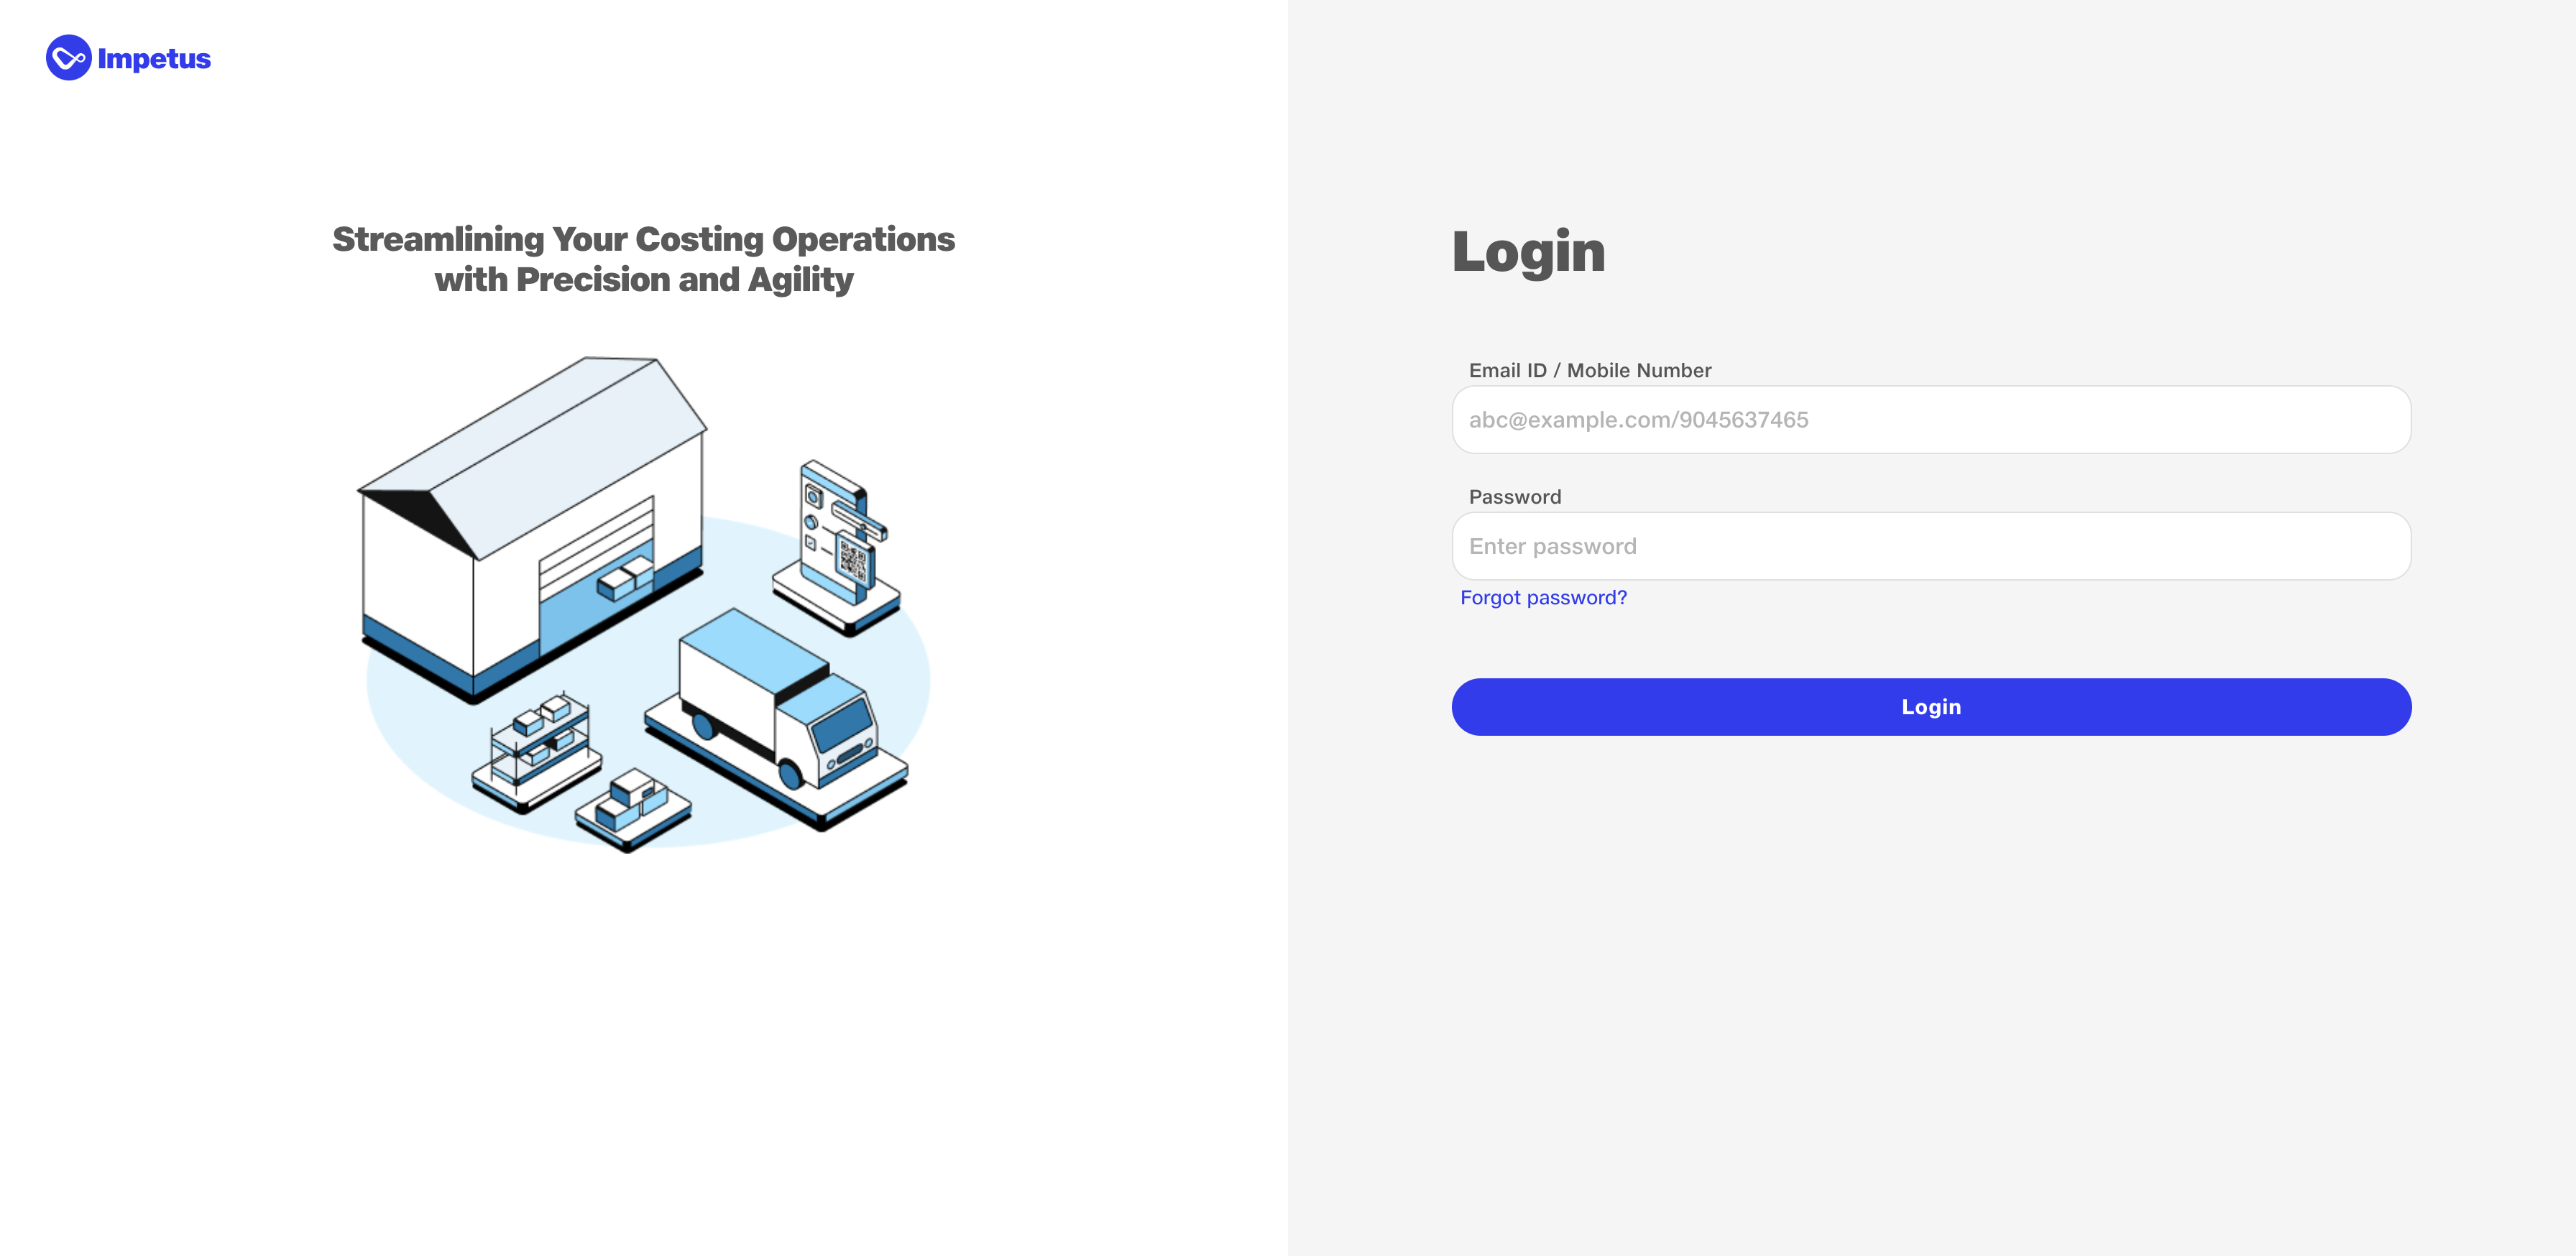 Impetus
Streamlining Your Costing Operations
with Precision and Agility
Login
Email ID / Mobile Number
abc@example.com/9045637465
Password
Enter password
Forgot password?
Login